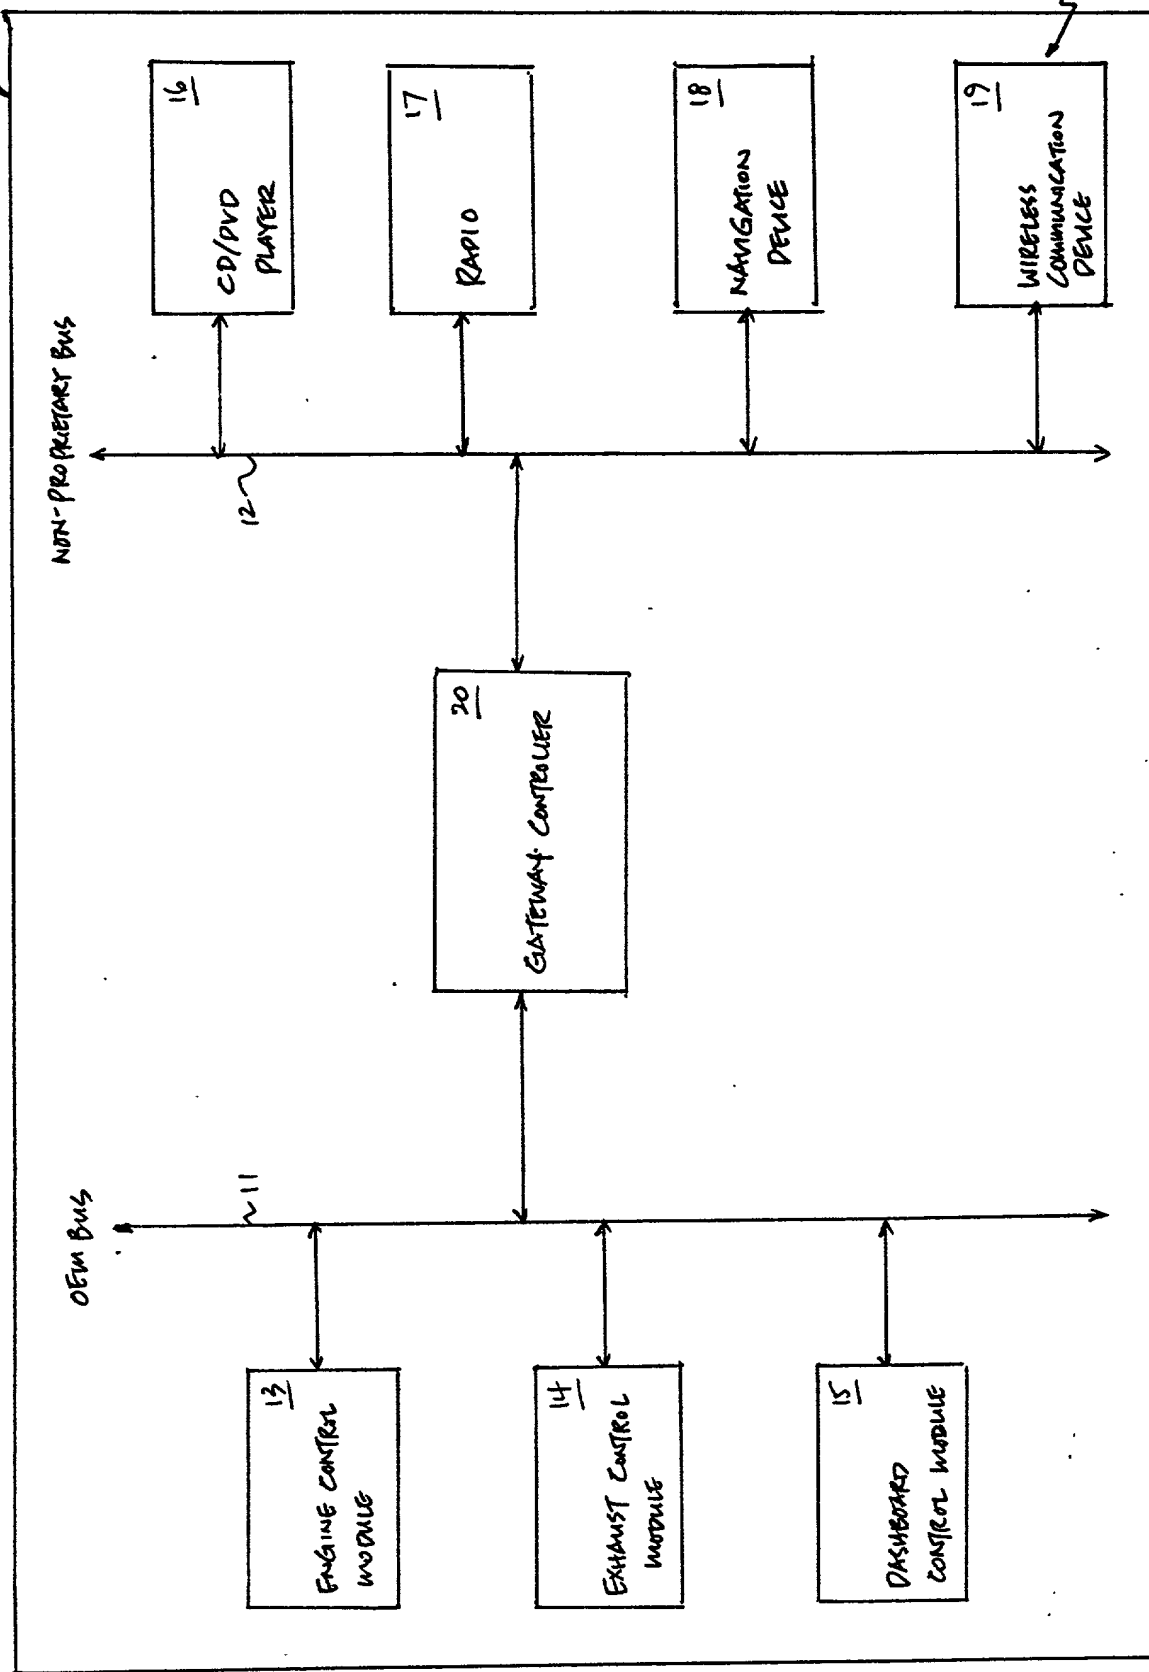 OEM BUS
NON-PROPRIETARY BUS
13
ENGINE CONTROL
MODULE
11
12
16
CD/DVD
PLAYER
14
EXHAUST CONTROL
MODULE
20
GATEWAY CONTROLLER
17
RADIO
15
DASHBOARD
CONTROL MODULE
18
NAVIGATION
DEVICE
19
WIRELESS
COMMUNICATION
DEVICE